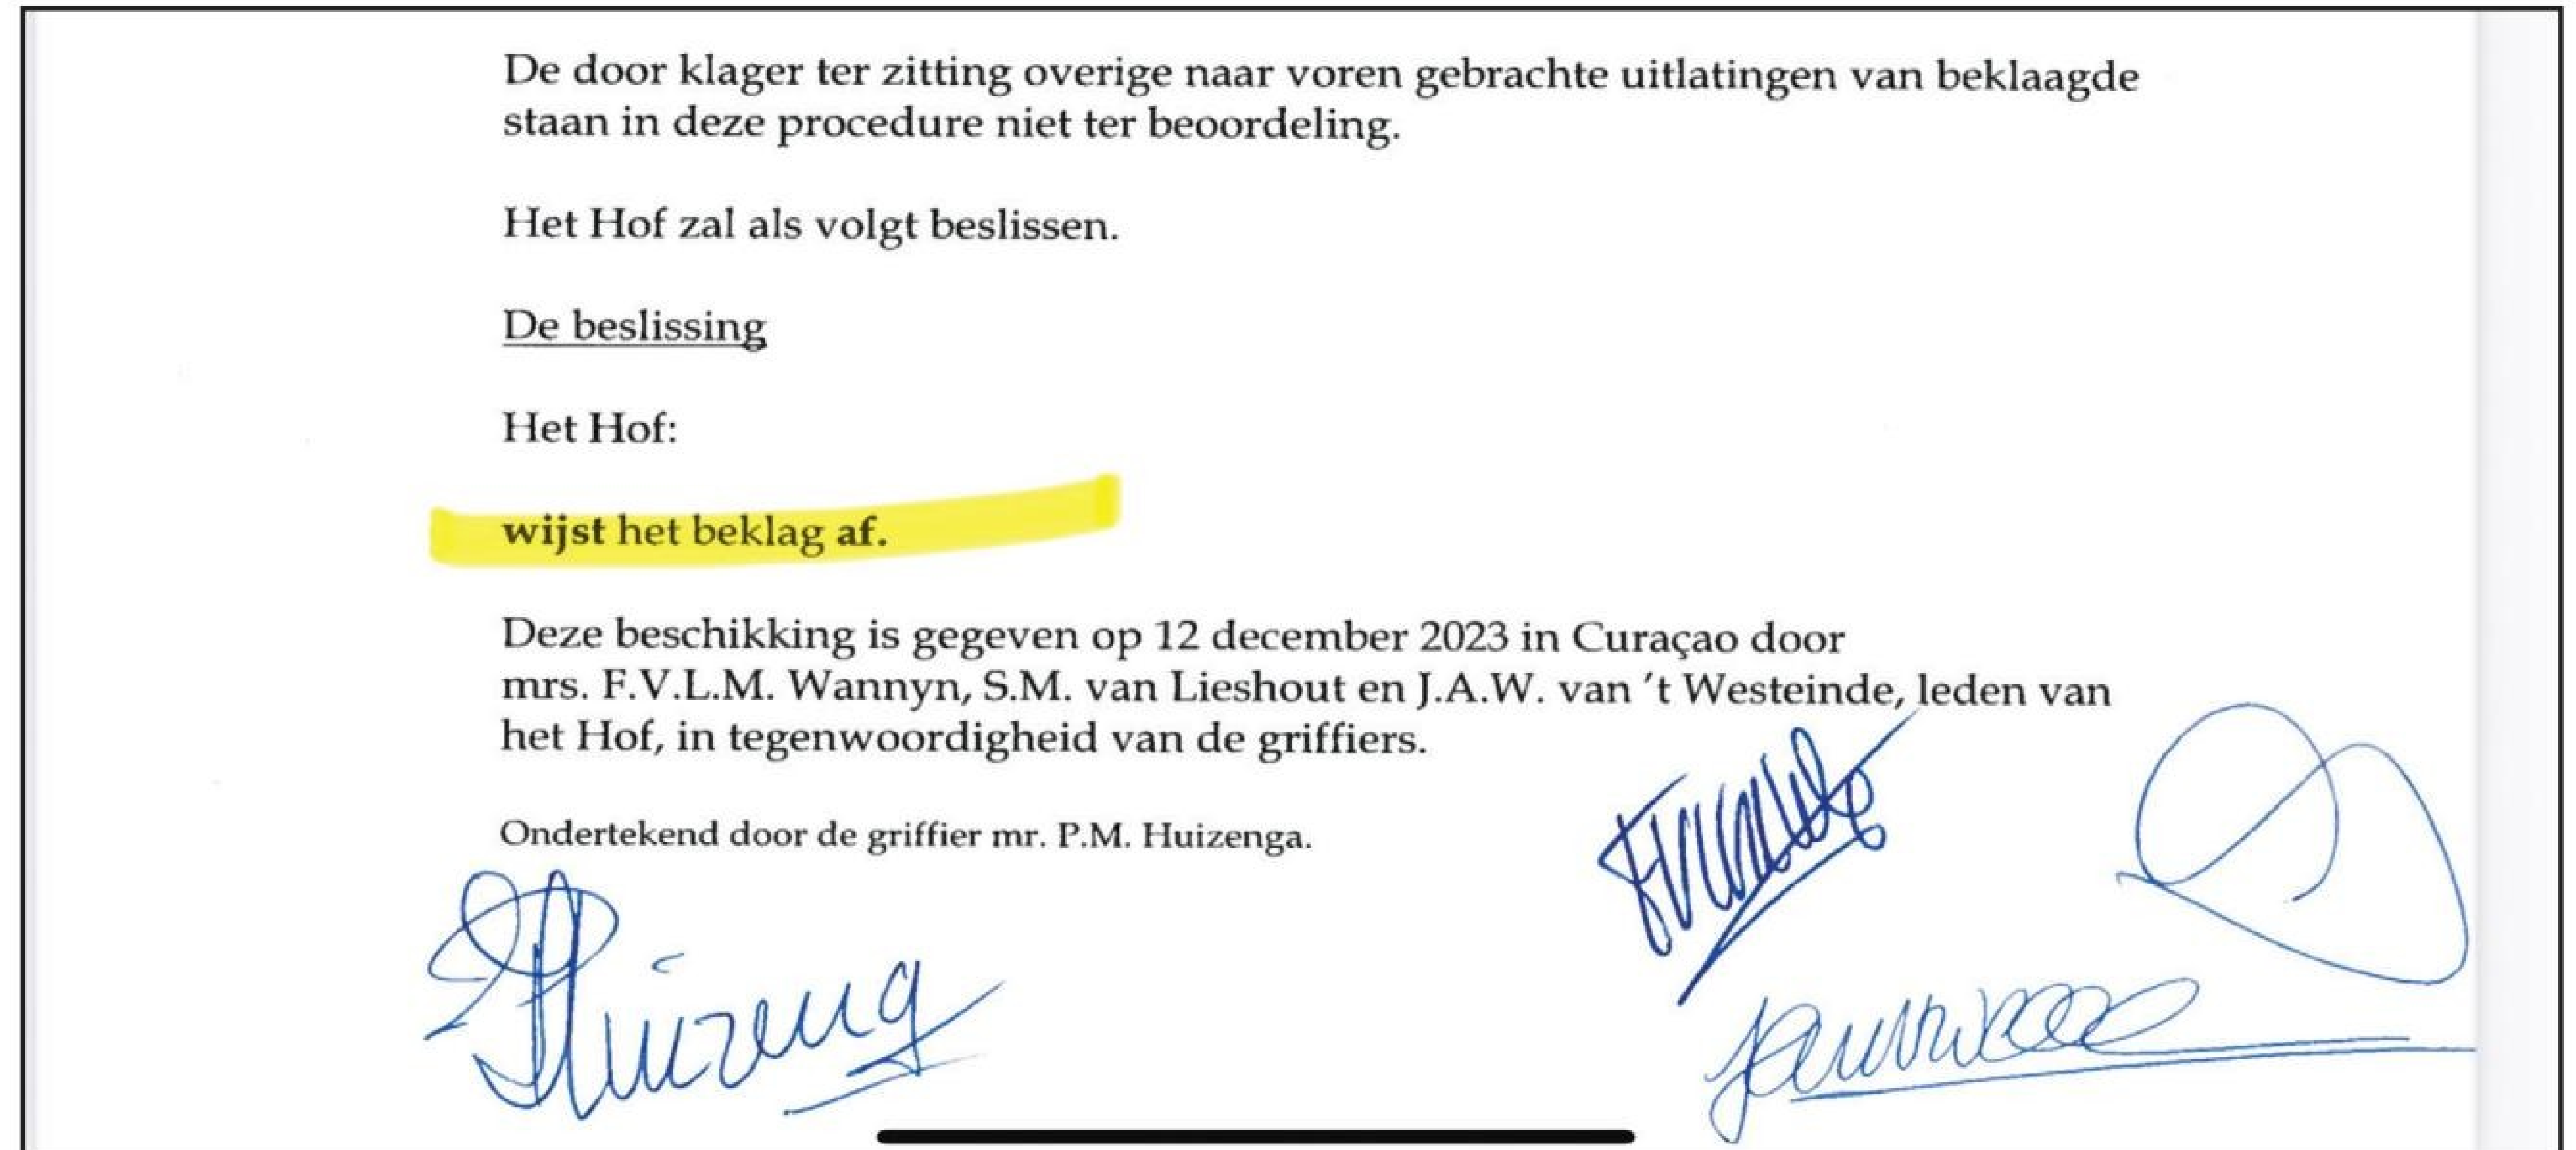 De door klager ter zitting overige naar voren gebrachte uitlatingen van beklaagde
staan in deze procedure niet ter beoordeling.
Het Hof zal als volgt beslissen.
De beslissing
Het Hof:
wijst het beklag af.
Deze beschikking is gegeven op 12 december 2023 in Curaçao door
mrs. F.V.L.M. Wannyn, S.M. van Lieshout en J.A.W. van 't Westeinde, leden van
het Hof, in tegenwoordigheid van de griffiers.
Ondertekend door de griffier mr. P.M. Huizenga.